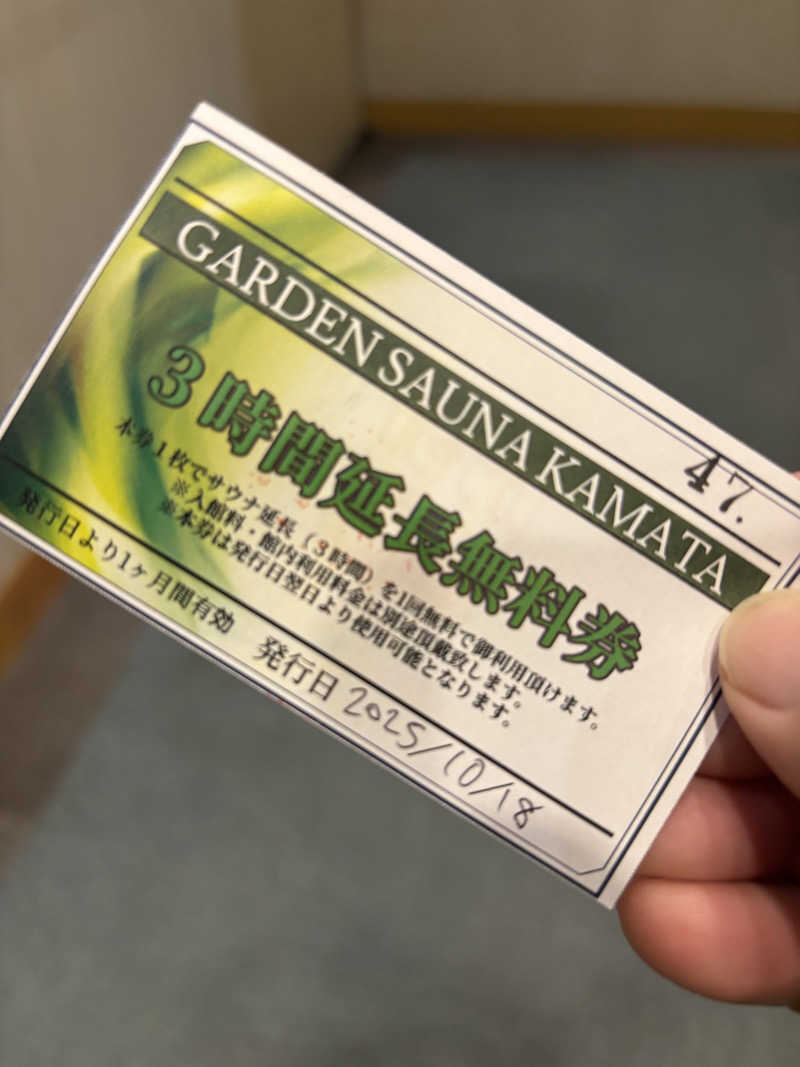 47.
GARDEN SAUNA KAMATA
3時間延長無料券
本券1枚でサウナ延長（3時間）を1回無料で御利用頂けます。
※入館料・館内利用料金は別途頂戴致します。
※本券は発行日翌日より使用可能となります。
発行日より1ヶ月間有効 発行日 2025/10/18